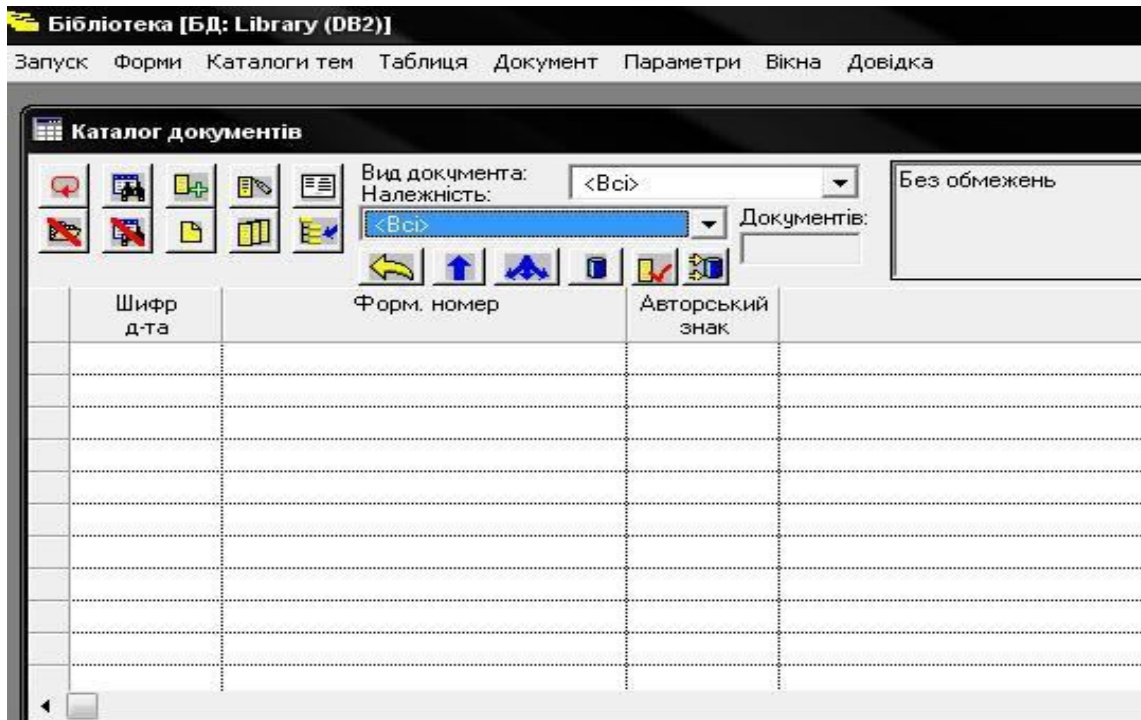 Бібліотека [БД: Library (DB2)]
Запуск Форми Каталоги тем Таблиця Документ Параметри Вікна Довідка
Каталог документів
Вид документа: <Всі>
Належність:
<Всі>
Документів:
Без обмежень
Шифр д-та
Форм. номер
Авторський знак